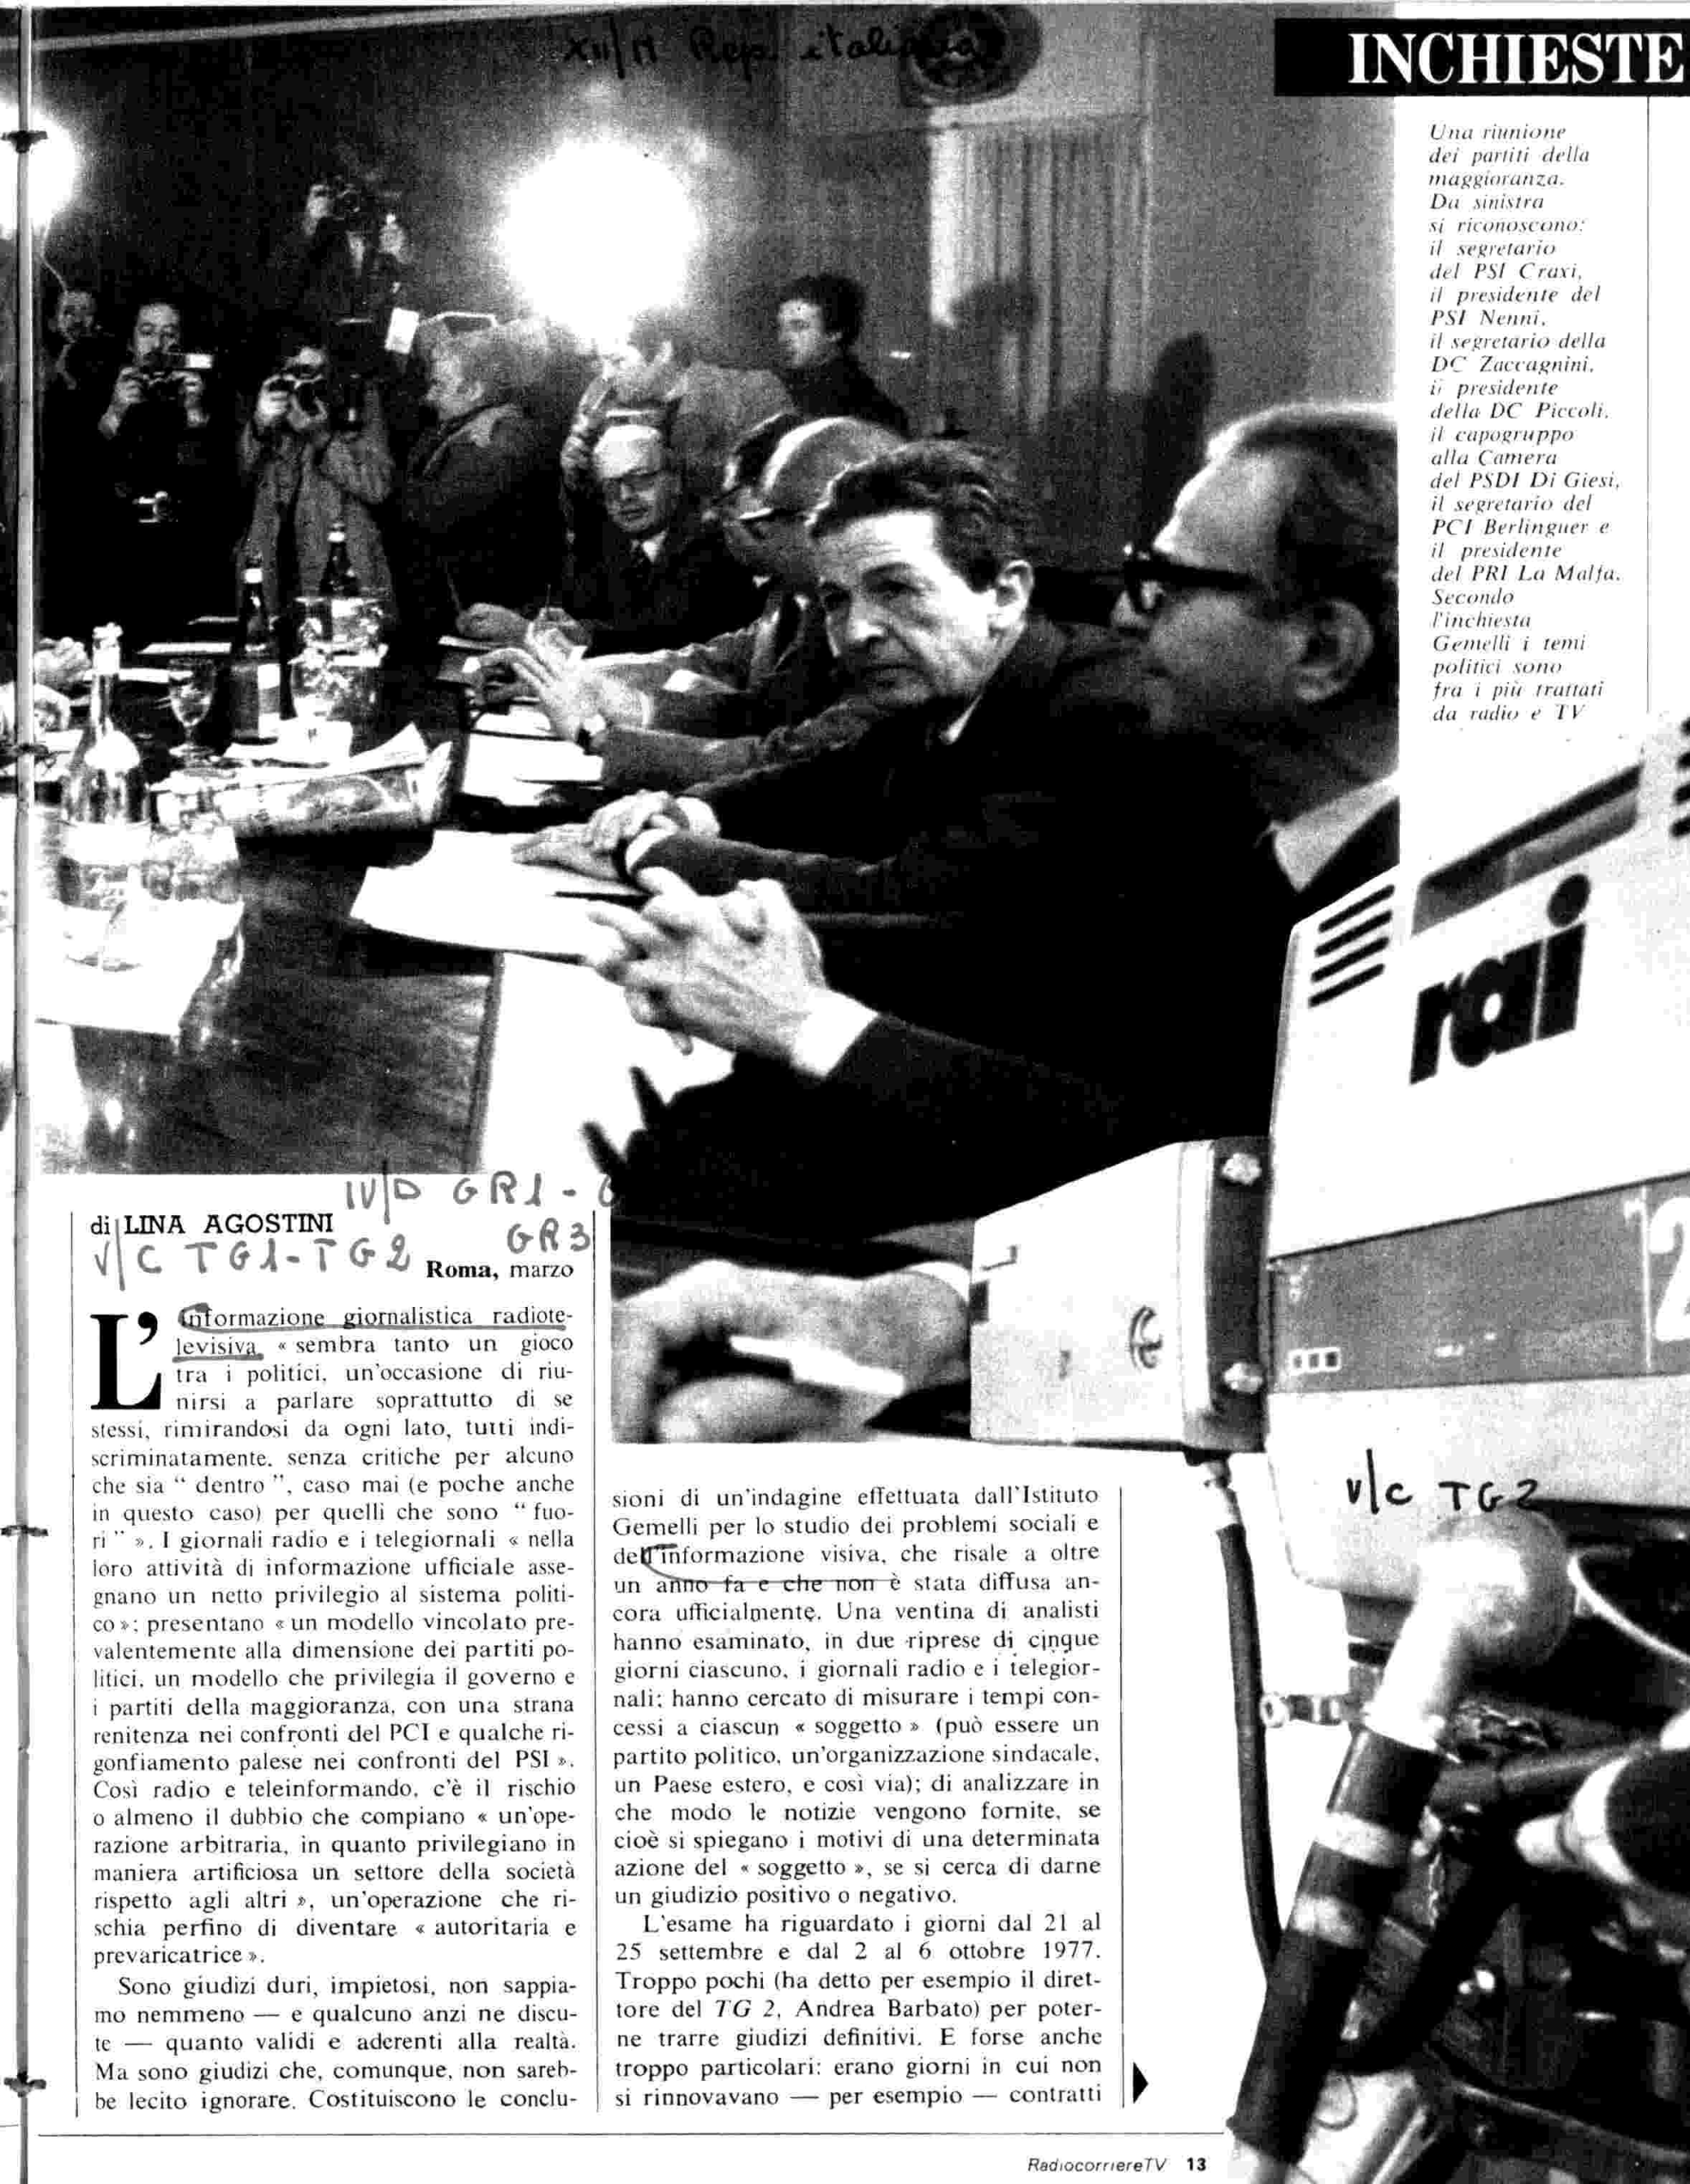 XII/M Rep. italiana
INCHIESTE
Una riunione
dei partiti della
maggioranza.
Da sinistra
si riconoscono:
il segretario
del PSI Craxi,
il presidente del
PSI Nenni,
il segretario della
DC Zaccagnini,
il presidente
della DC Piccoli,
il capogruppo
alla Camera
del PSDI Di Giesi,
il segretario del
PCI Berlinguer e
il presidente
del PRI La Malfa.
Secondo
l'inchiesta
Gemelli i temi
politici sono
fra i più trattati
da radio e TV
rai
2
IV/D GR1 -
di LINA AGOSTINI
GR3
V/C TG1-TG2
Roma, marzo
L'informazione giornalistica radiote-
levisiva « sembra tanto un gioco
tra i politici, un'occasione di riu-
nirsi a parlare soprattutto di se
stessi, rimirandosi da ogni lato, tutti indi-
scriminatamente, senza critiche per alcuno
che sia “ dentro ”, caso mai (e poche anche
in questo caso) per quelli che sono “ fuo-
ri ” ». I giornali radio e i telegiornali « nella
loro attività di informazione ufficiale asse-
gnano un netto privilegio al sistema politi-
co »; presentano « un modello vincolato pre-
valentemente alla dimensione dei partiti po-
litici, un modello che privilegia il governo e
i partiti della maggioranza, con una strana
renitenza nei confronti del PCI e qualche ri-
gonfiamento palese nei confronti del PSI ».
Così radio e teleinformando, c'è il rischio
o almeno il dubbio che compiano « un'ope-
razione arbitraria, in quanto privilegiano in
maniera artificiosa un settore della società
rispetto agli altri », un'operazione che ri-
schia perfino di diventare « autoritaria e
prevaricatrice ».
Sono giudizi duri, impietosi, non sappia-
mo nemmeno — e qualcuno anzi ne discu-
te — quanto validi e aderenti alla realtà.
Ma sono giudizi che, comunque, non sareb-
be lecito ignorare. Costituiscono le conclu-
sioni di un'indagine effettuata dall'Istituto
Gemelli per lo studio dei problemi sociali e
dell'informazione visiva, che risale a oltre
un anno fa e che non è stata diffusa an-
cora ufficialmente. Una ventina di analisti
hanno esaminato, in due riprese di cinque
giorni ciascuno, i giornali radio e i telegior-
nali; hanno cercato di misurare i tempi con-
cessi a ciascun « soggetto » (può essere un
partito politico, un'organizzazione sindacale,
un Paese estero, e così via); di analizzare in
che modo le notizie vengono fornite, se
cioè si spiegano i motivi di una determinata
azione del « soggetto », se si cerca di darne
un giudizio positivo o negativo.
L'esame ha riguardato i giorni dal 21 al
25 settembre e dal 2 al 6 ottobre 1977.
Troppo pochi (ha detto per esempio il diret-
tore del TG 2, Andrea Barbato) per poter-
ne trarre giudizi definitivi. E forse anche
troppo particolari: erano giorni in cui non
si rinnovavano — per esempio — contratti
V/C TG2
RadiocorriereTV 13